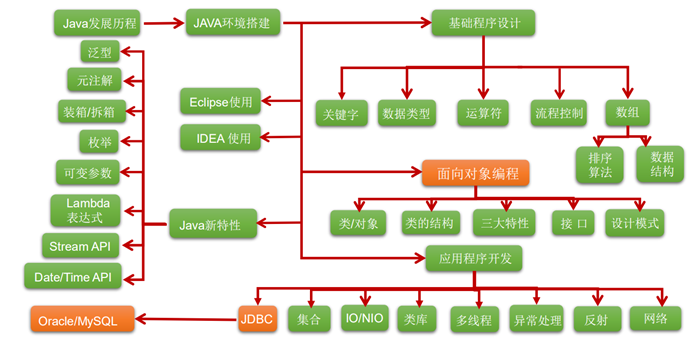 Java发展历程
JAVA环境搭建
基础程序设计
泛型
元注解
装箱/拆箱
枚举
可变参数
Lambda
表达式
Stream API
Date/Time API
Eclipse使用
IDEA 使用
Java新特性
关键字
数据类型
运算符
流程控制
数组
排序
算法
数据
结构
面向对象编程
类/对象
类的结构
三大特性
接 口
设计模式
应用程序开发
Oracle/MySQL
JDBC
集合
IO/NIO
类库
多线程
异常处理
反射
网络